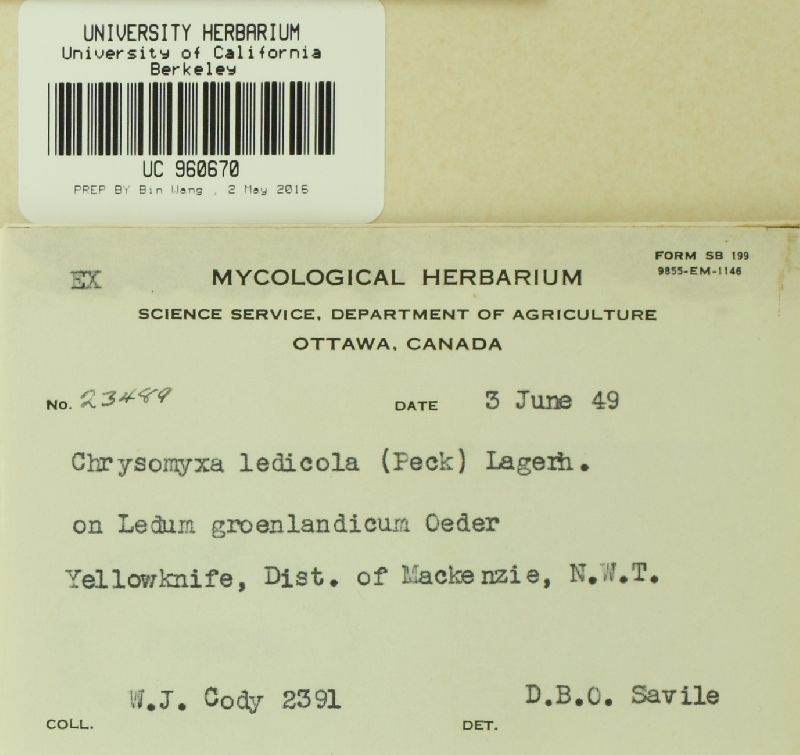 UNIVERSITY HERBARIUM
University of California
Berkeley
UC 960670
PREP BY Bin Wang , 2 May 2016
FORM SB 199
9855-EM-1146
EX MYCOLOGICAL HERBARIUM
SCIENCE SERVICE, DEPARTMENT OF AGRICULTURE
OTTAWA, CANADA
No. 23489 DATE 3 June 49
Chrysomyxa ledicola (Peck) Lagerh.
on Ledum groenlandicum Oeder
Yellowknife, Dist. of Mackenzie, N.W.T.
W.J. Cody 2391 D.B.O. Savile
COLL. DET.